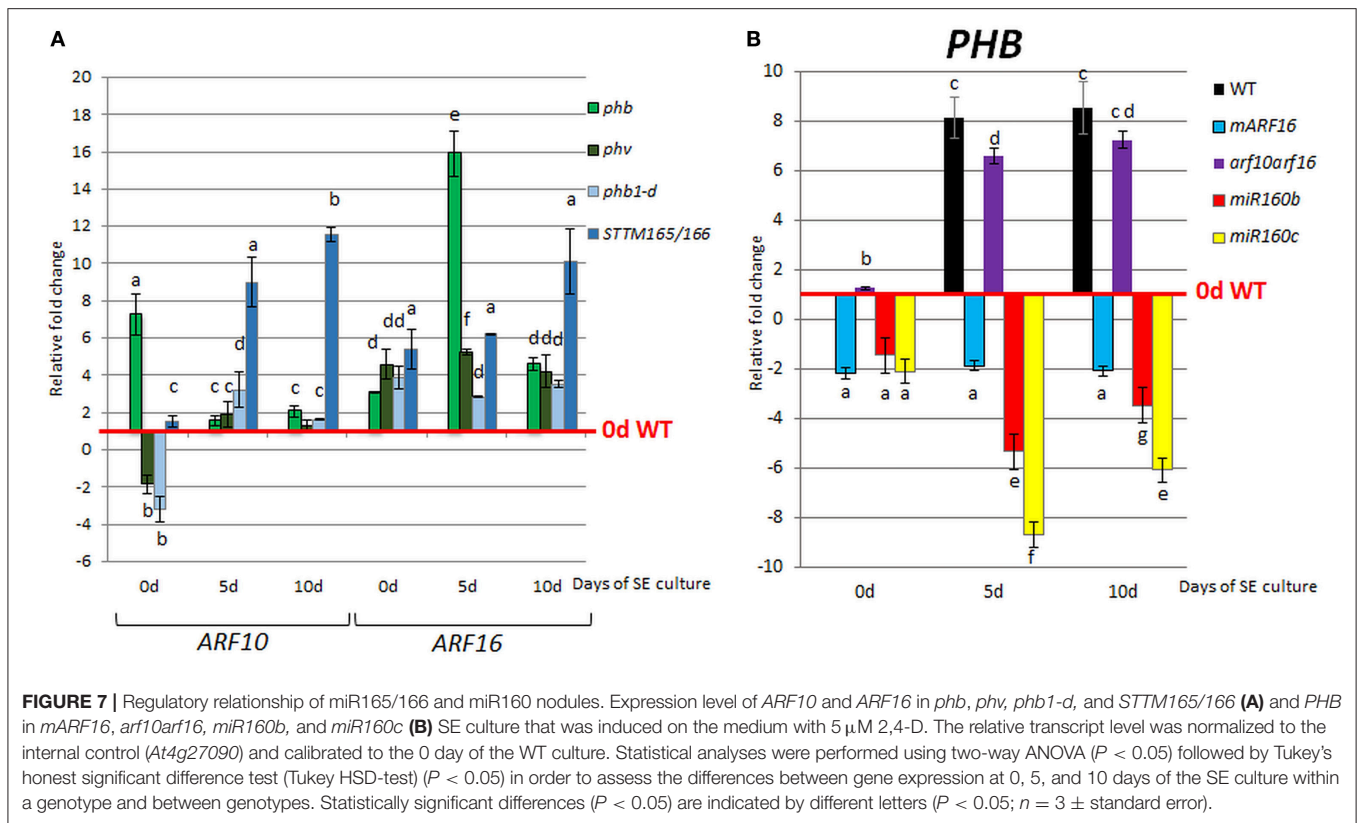 A
20
18
16
14
12
10
8
6
4
2
0
-2
-4
-6
Relative fold change
a b b c
c c d a
c c b
d dd a
e f d a
ddd a
phb
phv
phb1-d
STTM165/166
0d WT
0d 5d 10d 0d 5d 10d Days of SE culture
ARF10 ARF16
B
PHB
10
8
6
4
2
0
-2
-4
-6
-8
-10
Relative fold change
a b a a
c a d e f
c a c d g e
WT
mARF16
arf10arf16
miR160b
miR160c
0d WT
0d 5d 10d Days of SE culture
FIGURE 7 | Regulatory relationship of miR165/166 and miR160 nodules. Expression level of ARF10 and ARF16 in phb, phv, phb1-d, and STTM165/166 (A) and PHB
in mARF16, arf10arf16, miR160b, and miR160c (B) SE culture that was induced on the medium with 5 μM 2,4-D. The relative transcript level was normalized to the
internal control (At4g27090) and calibrated to the 0 day of the WT culture. Statistical analyses were performed using two-way ANOVA (P < 0.05) followed by Tukey's
honest significant difference test (Tukey HSD-test) (P < 0.05) in order to assess the differences between gene expression at 0, 5, and 10 days of the SE culture within
a genotype and between genotypes. Statistically significant differences (P < 0.05) are indicated by different letters (P < 0.05; n = 3 ± standard error).